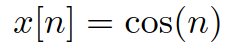 x[n] = cos(n)